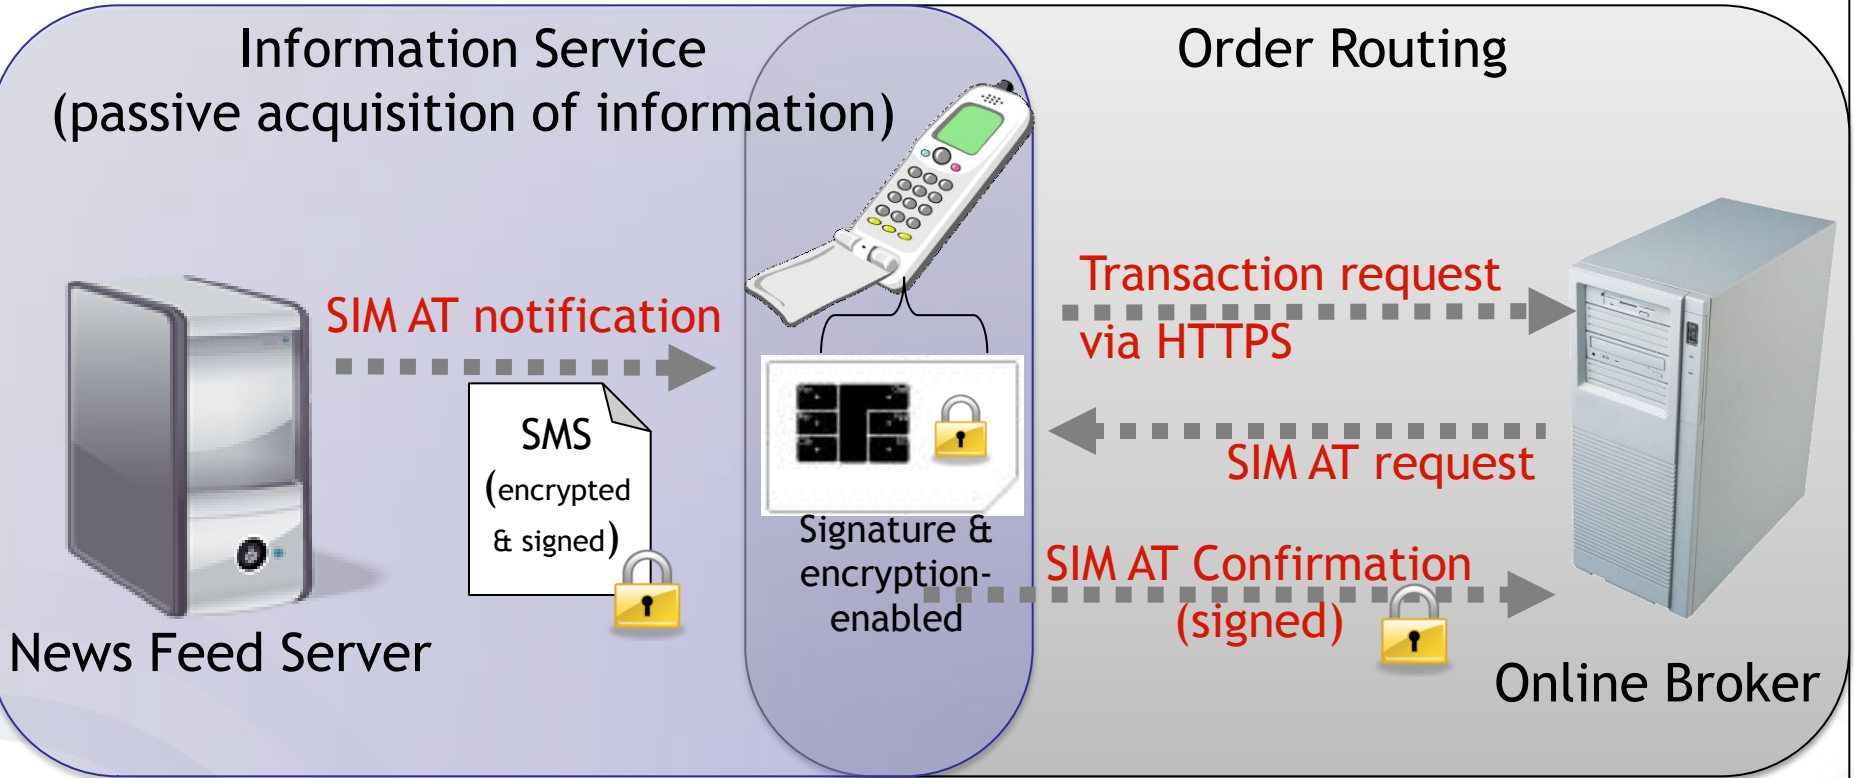 Information Service
(passive acquisition of information)
Order Routing
SIM AT notification
SMS
(encrypted
& signed)
News Feed Server
Signature &
encryption-
enabled
Transaction request
via HTTPS
SIM AT request
SIM AT Confirmation
(signed)
Online Broker